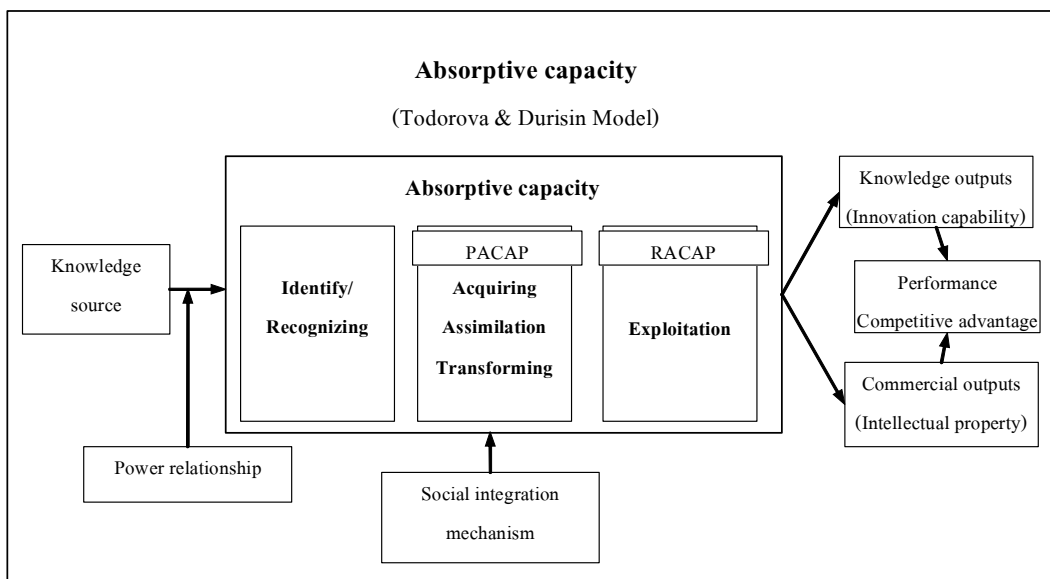 Absorptive capacity
(Todorova & Durisin Model)
Absorptive capacity
Knowledge
source
Identify/
Recognizing
PACAP
Acquiring
Assimilation
Transforming
RACAP
Exploitation
Knowledge outputs
(Innovation capability)
Performance
Competitive advantage
Commercial outputs
(Intellectual property)
Power relationship
Social integration
mechanism